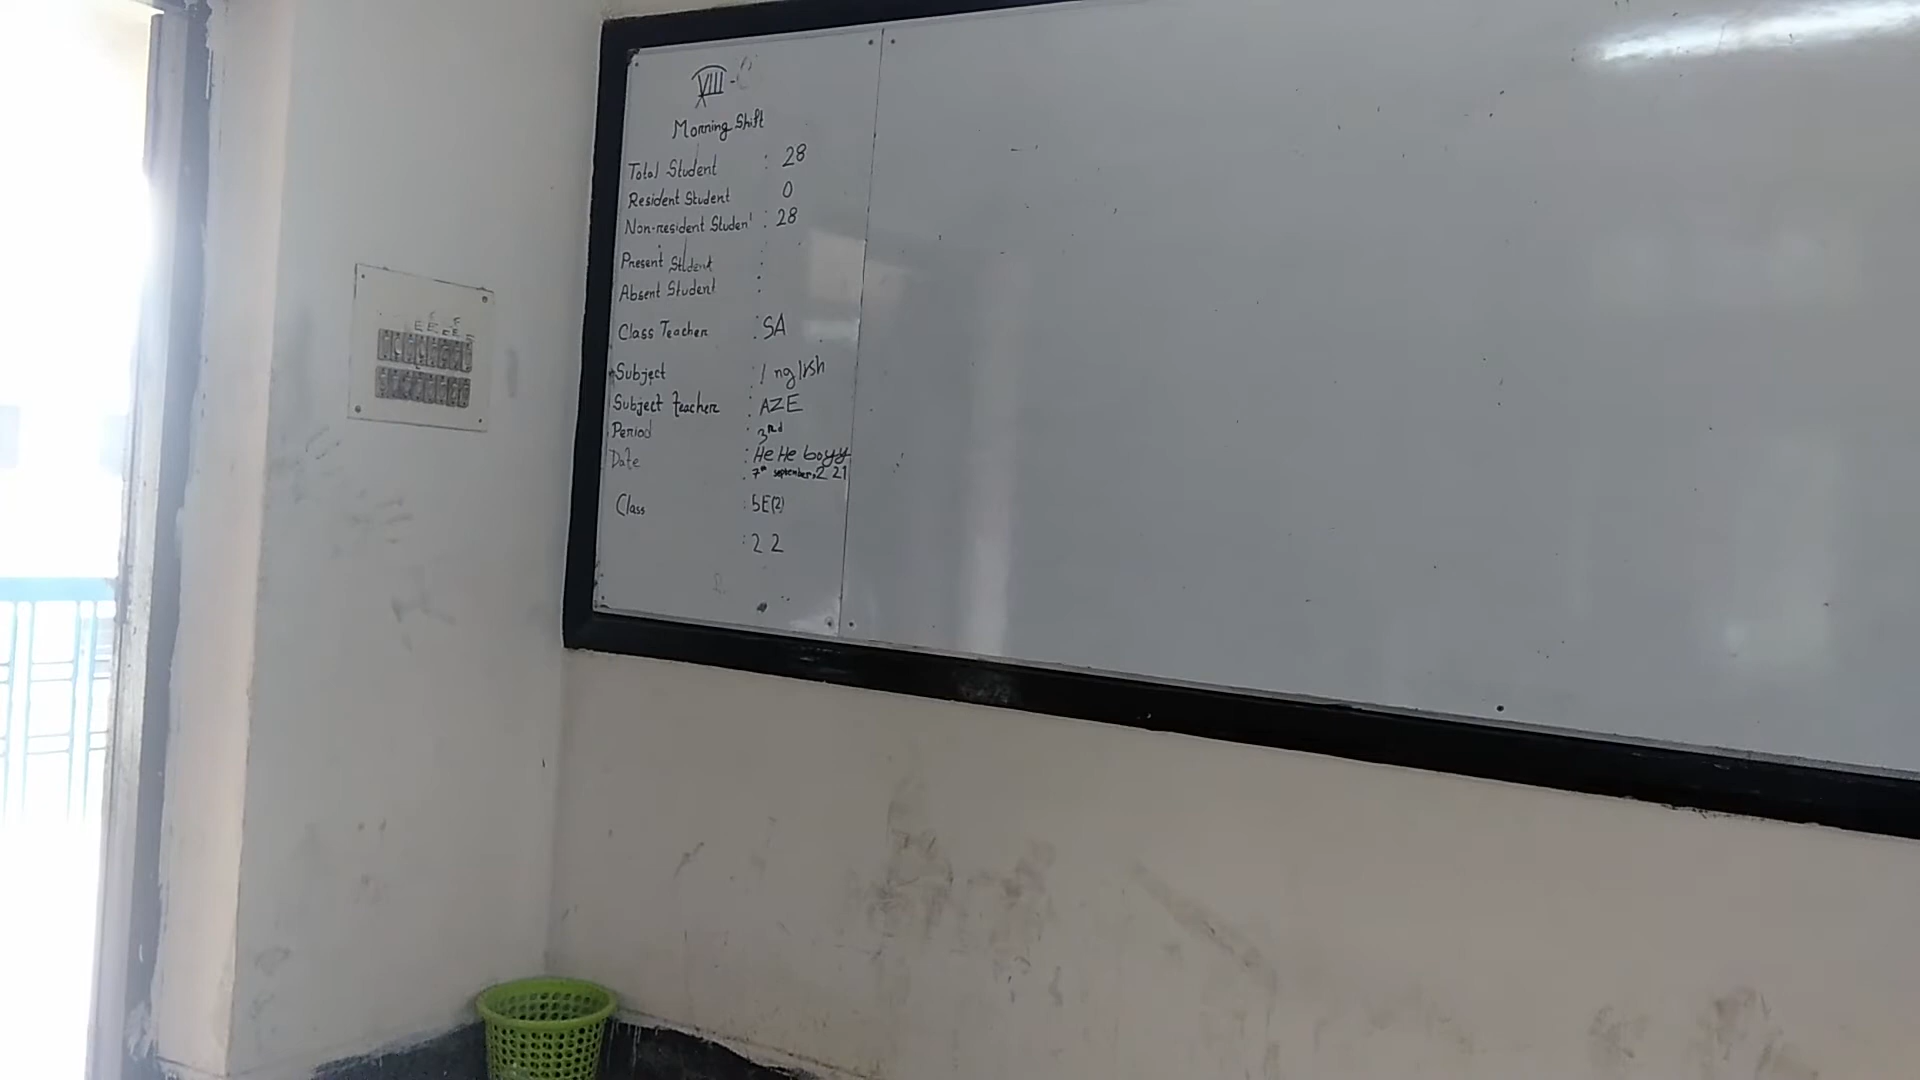 VIII -
Morning Shift
Total Student : 28
Resident Student 0
Non-resident Studen' : 28
Present Student :
Absent Student :
Class Teacher : SA
Subject : nglish
Subject Teacher : AZE
Period : 3rd
Date : He He boyy
: 7th september, 2 21
Class : 5E(2)
: 2 2